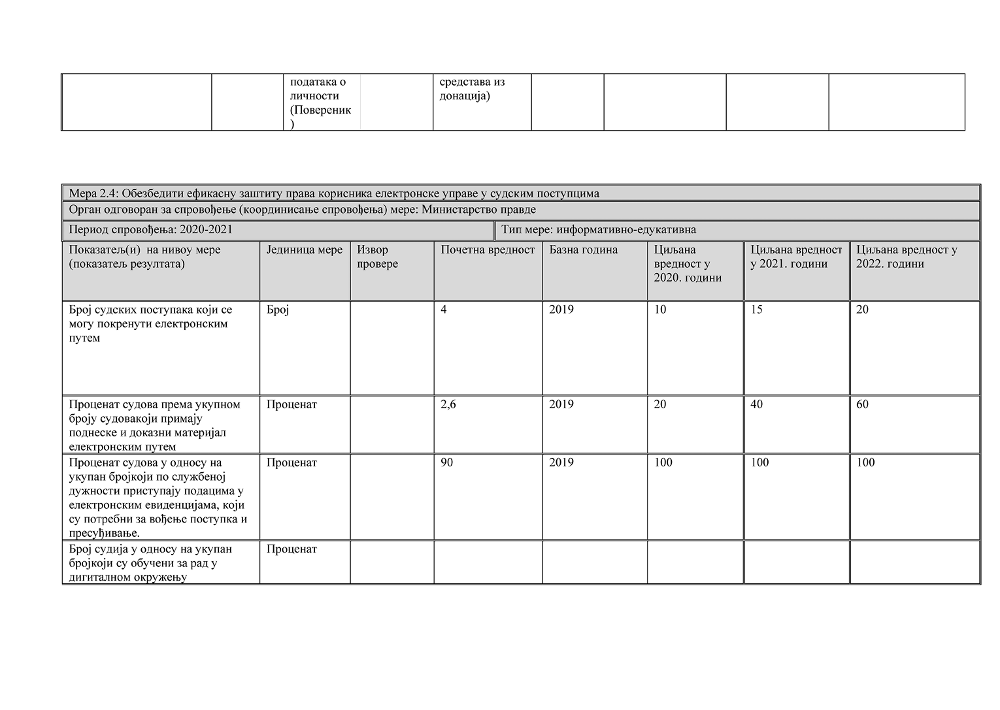 података о
личности
(Повереник
)
средстава из
донација)
Мера 2.4: Обезбедити ефикасну заштиту права корисника електронске управе у судским поступцима
Орган одговоран за спровођење (координисање спровођења) мере: Министарство правде
Период спровођења: 2020-2021
Тип мере: информативно-едукативна
Показатељ(и) на нивоу мере
(показатељ резултата)
Јединица мере
Извор
провере
Почетна вредност
Базна година
Циљана
вредност у
2020. години
Циљана вредност
у 2021. години
Циљана вредност у
2022. години
Број судских поступака који се
могу покренути електронским
путем
Број
4
2019
10
15
20
Проценат судова према укупном
броју судовакоји примају
поднеске и доказни материјал
електронским путем
Проценат
2,6
2019
20
40
60
Проценат судова у односу на
укупан бројкоји по службеној
дужности приступају подацима у
електронским евиденцијама, који
су потребни за вођење поступка и
пресуђивање.
Проценат
90
2019
100
100
100
Број судија у односу на укупан
бројкоји су обучени за рад у
дигиталном окружењу
Проценат